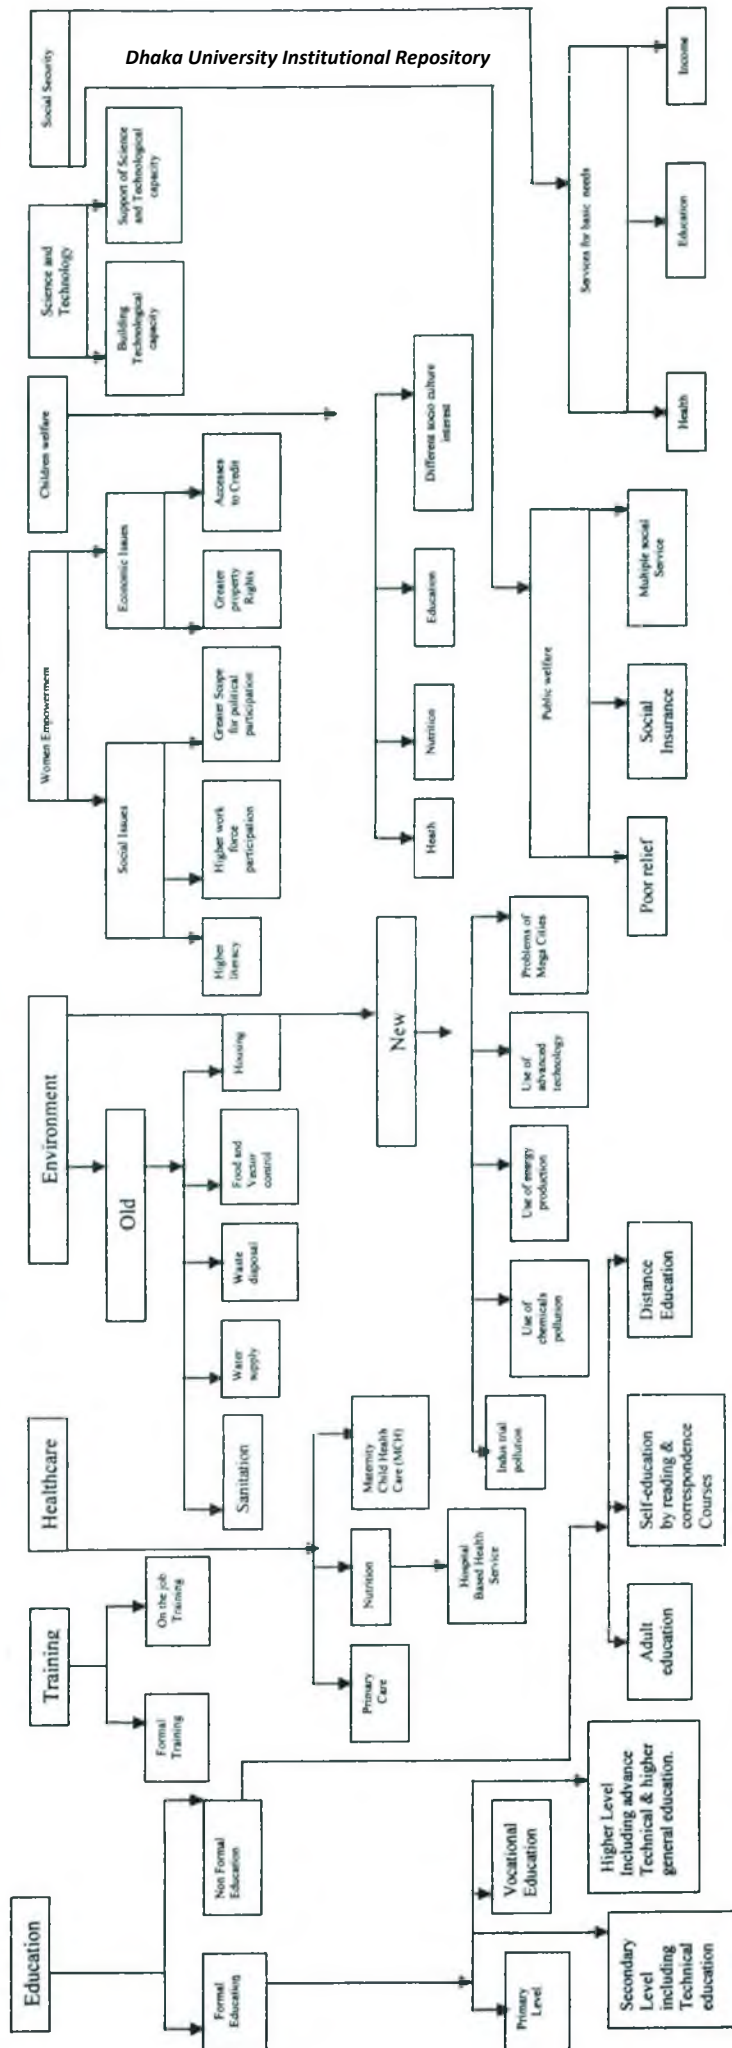 Dhaka University Institutional Repository
Education
Training
Healthcare
Environment
Women Empowerment
Children welfare
Science and
Technology
Social Security
Formal
Education
Non Formal
Education
Formal
Training
On the job
Training
Old
Social Issues
Economic Issues
Building
Technological
capacity
Support of Science
and Technological
capacity
Sanitation
Water
supply
Waste
disposal
Food and
Vector
control
Housing
Higher
literacy
Higher work
force
participation
Greater Scope
for political
participation
Greater
property
Rights
Accesses
to Credit
Primary
Care
Nutrition
Maternity
Child Health
Care (MCH)
Hospital
Based Health
Service
New
Heath
Nutrition
Education
Different socio culture
interest
Primary
Level
Vocational
Education
Secondary
Level
including
Technical
education
Higher Level
Including advance
Technical & higher
general education.
Indus trial
pollution
Use of
chemicals
pollution
Use of energy
production
Use of
advanced
technology
Problems of
Mega Cities
Adult
education
Self-education
by reading &
correspondence
Courses
Distance
Education
Public welfare
Poor relief
Social
Insurance
Multiple social
Service
Services for basic needs
Health
Education
Income